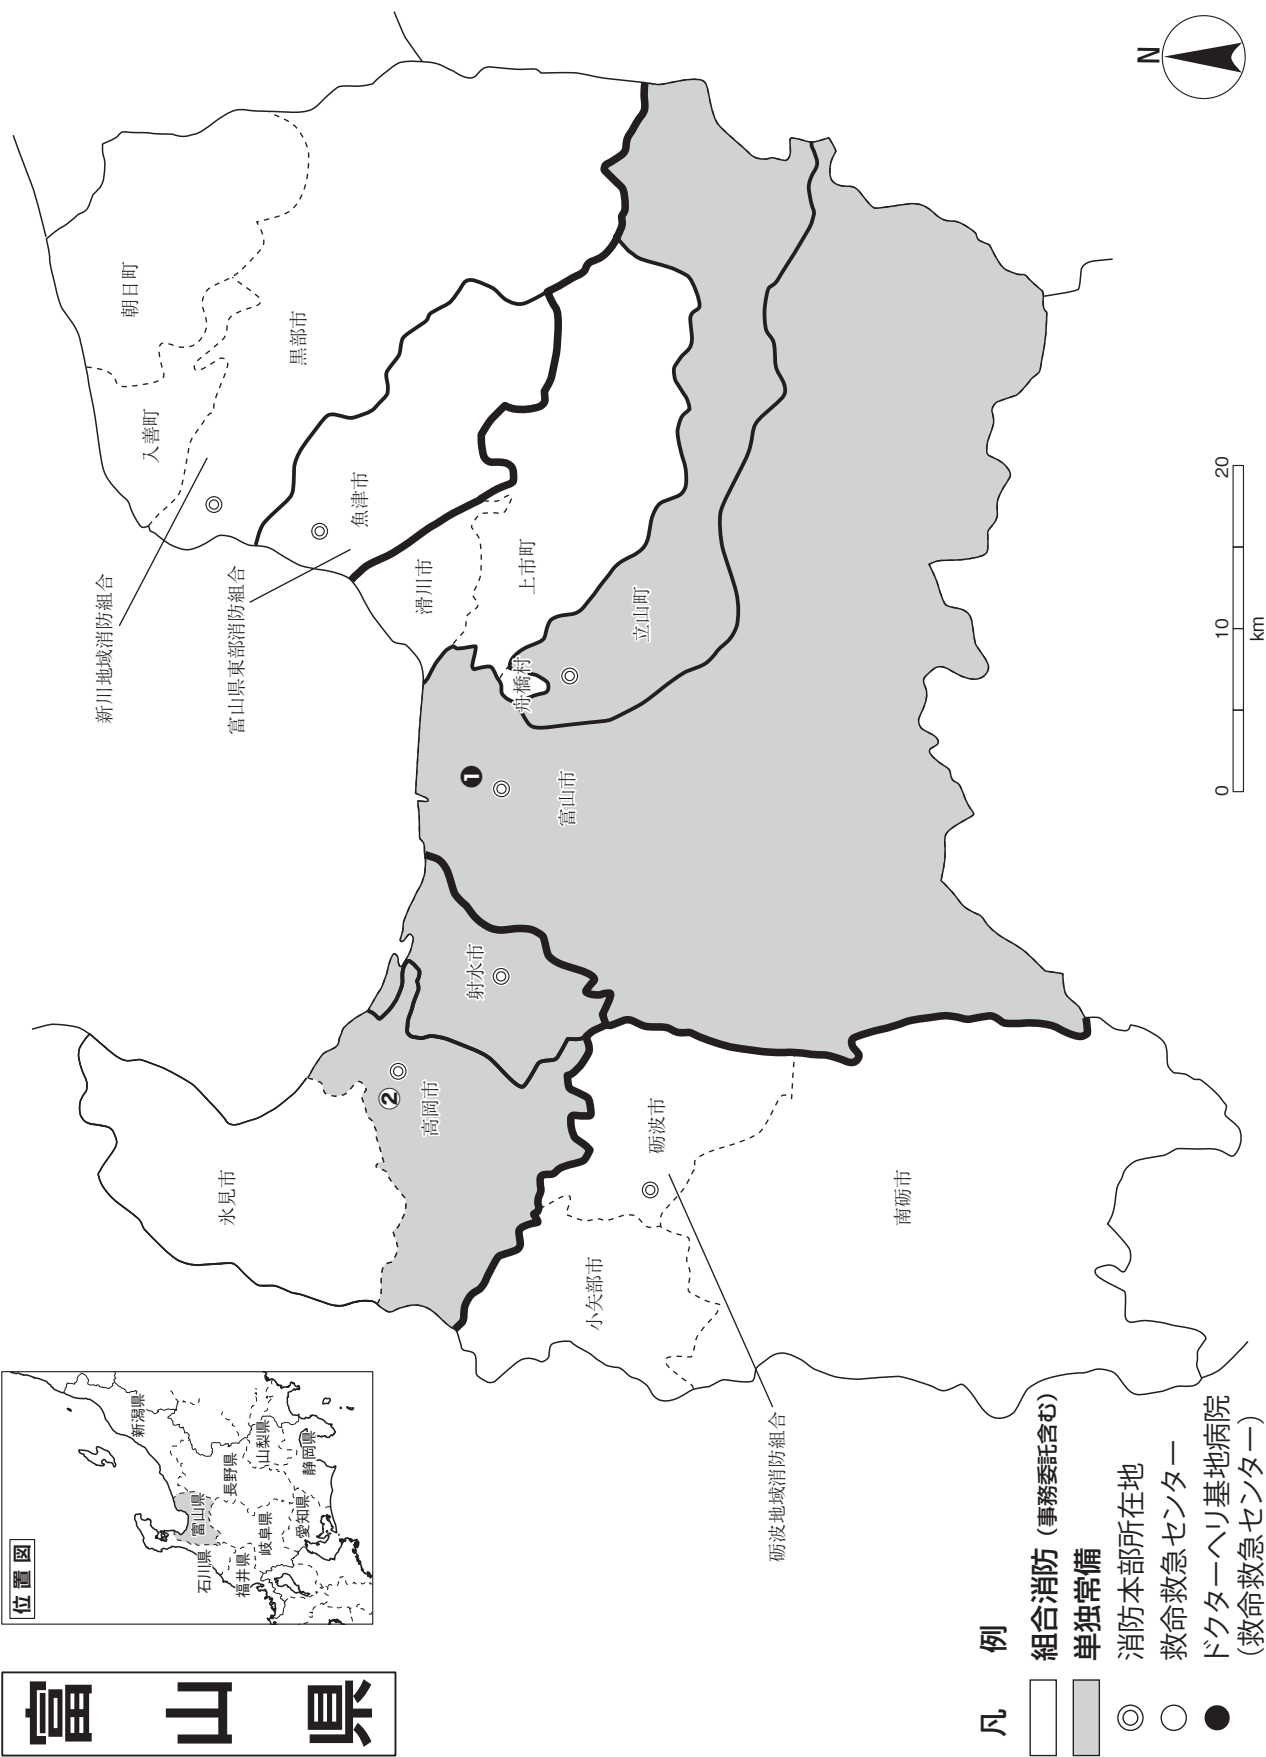 富山県
位置図
新潟県
富山県
石川県
長野県
福井県
岐阜県
山梨県
愛知県
静岡県
N
朝日町
入善町
黒部市
魚津市
新川地域消防組合
富山県東部消防組合
滑川市
上市町
舟橋村
立山町
❶
富山市
射水市
②
高岡市
氷見市
砺波市
小矢部市
南砺市
砺波地域消防組合
凡例
組合消防(事務委託含む)
単独常備
消防本部所在地
救命救急センター
ドクターヘリ基地病院
(救命救急センター)
0 10 20
km